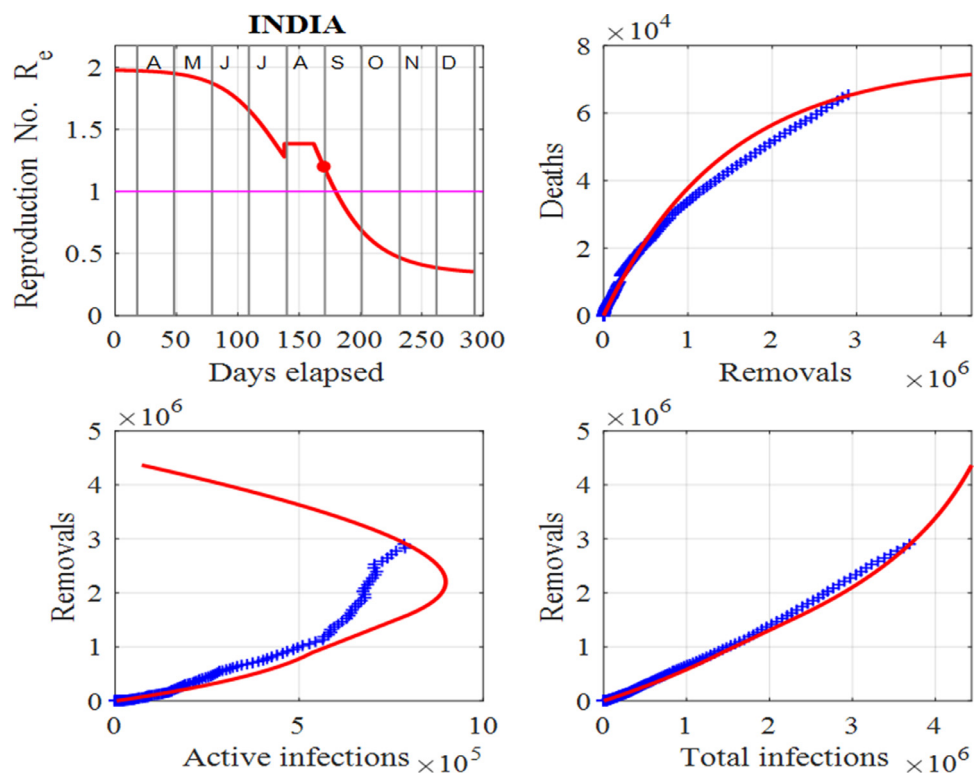 INDIA
Reproduction No. R_e
2
1.5
1
0.5
0
A M J J A S O N D
0 50 100 150 200 250 300
Days elapsed
×10^4
Deaths
8
6
4
2
0
0 1 2 3 4
Removals ×10^6
×10^6
Removals
5
4
3
2
1
0
0 5 10
Active infections ×10^5
×10^6
Removals
5
4
3
2
1
0
0 1 2 3 4
Total infections ×10^6